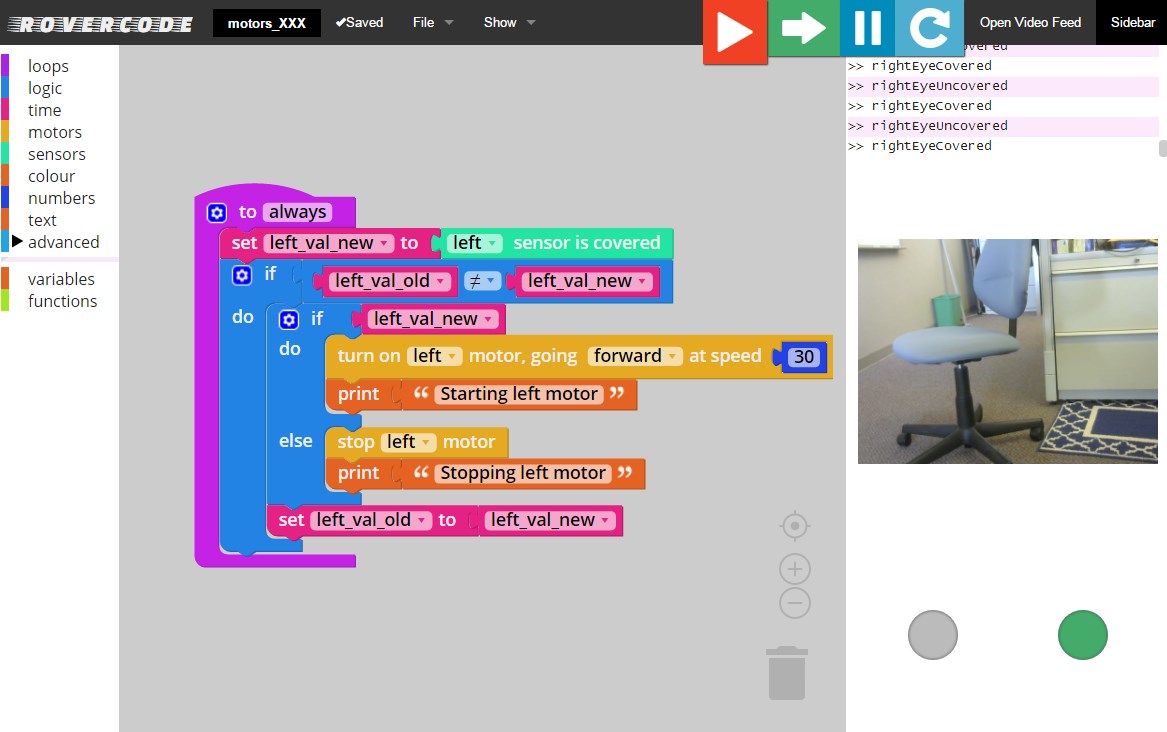 ROVERCODE
motors_XXX
✔Saved
File
Show
Open Video Feed
Sidebar
loops
logic
time
motors
sensors
colour
numbers
text
advanced
variables
functions
to always
set left_val_new to left sensor is covered
if left_val_old ≠ left_val_new
do if left_val_new
do turn on left motor, going forward at speed 30
print “ Starting left motor ”
else stop left motor
print “ Stopping left motor ”
set left_val_old to left_val_new
>> rightEyeCovered
>> rightEyeUncovered
>> rightEyeCovered
>> rightEyeUncovered
>> rightEyeCovered